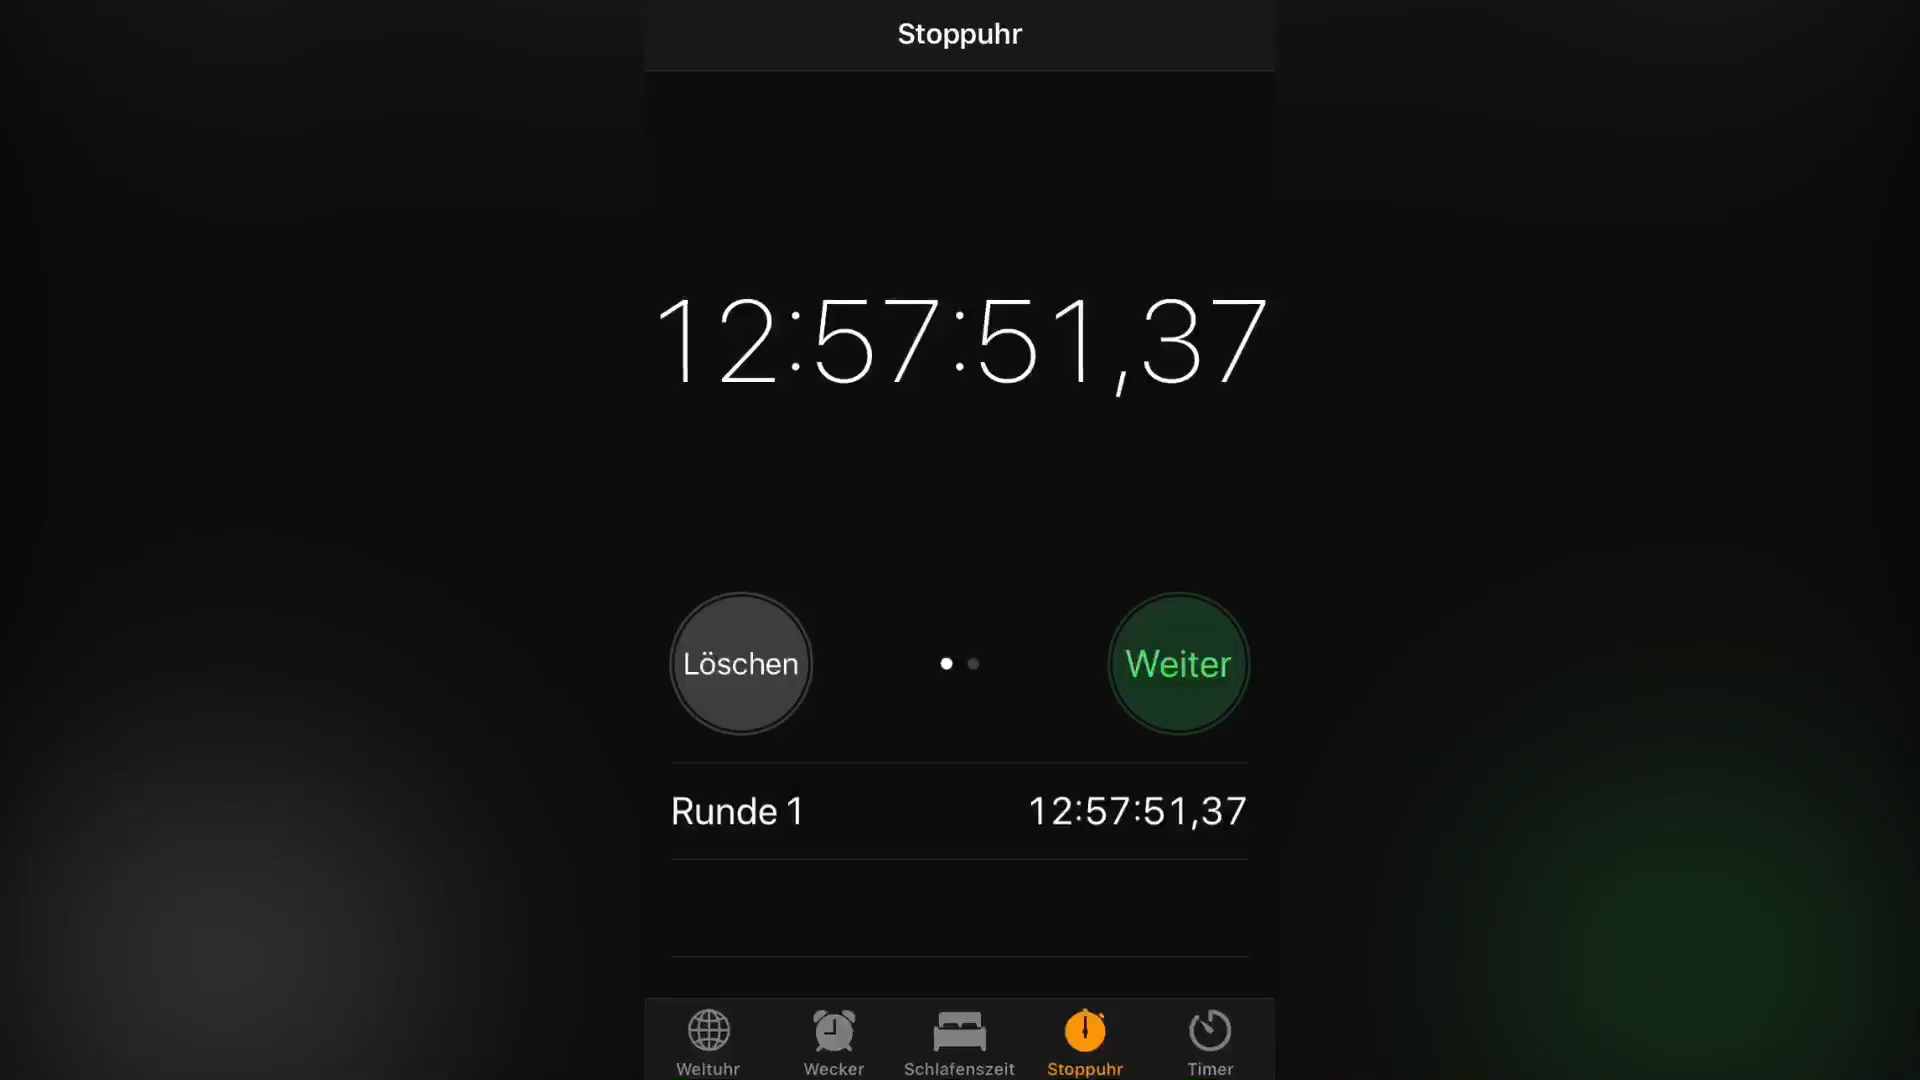 Stoppuhr
12:57:51,37
Löschen
Weiter
Runde 1 12:57:51,37
Weltuhr Wecker Schlafenszeit Stoppuhr Timer